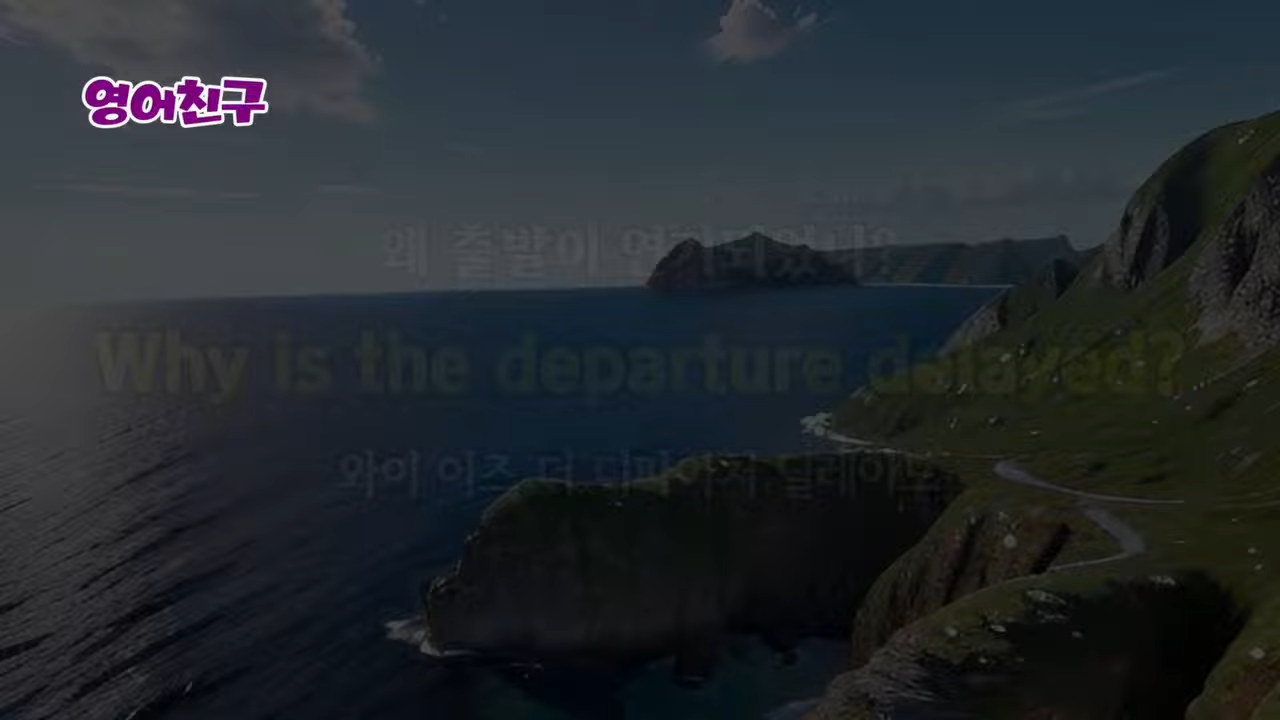 영어친구
왜 출발이 연기되었나?
Why is the departure delayed?
와이 이즈 더 디파아쳐 딜레이드